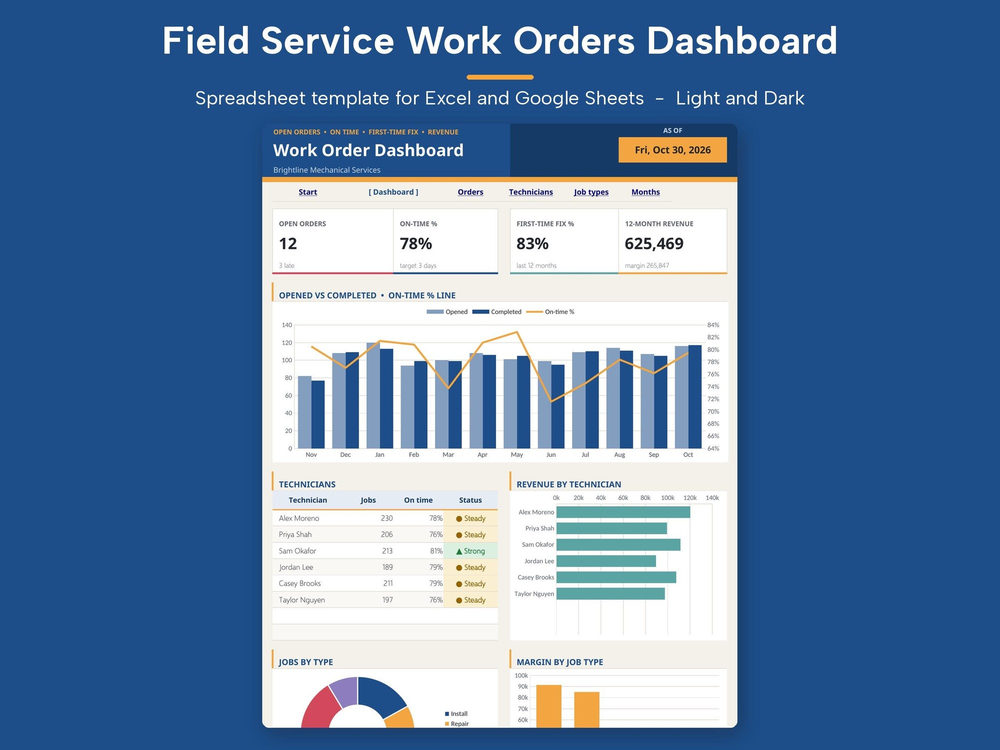 Field Service Work Orders Dashboard
Spreadsheet template for Excel and Google Sheets - Light and Dark
OPEN ORDERS • ON TIME • FIRST-TIME FIX • REVENUE
AS OF
Work Order Dashboard
Fri, Oct 30, 2026
Brightline Mechanical Services
Start [ Dashboard ] Orders Technicians Job types Months
OPEN ORDERS ON-TIME % FIRST-TIME FIX % 12-MONTH REVENUE
12 78% 83% 625,469
3 late target 3 days last 12 months margin 265,847
OPENED VS COMPLETED • ON-TIME % LINE
Opened Completed On-time %
140 84%
82%
120 80%
78%
100 76%
80 74%
72%
60 70%
40 68%
20 66%
0 64%
Nov Dec Jan Feb Mar Apr May Jun Jul Aug Sep Oct
TECHNICIANS
Technician Jobs On time Status
Alex Moreno 230 78% ● Steady
Priya Shah 206 76% ● Steady
Sam Okafor 213 81% ▲ Strong
Jordan Lee 189 79% ● Steady
Casey Brooks 211 79% ● Steady
Taylor Nguyen 197 76% ● Steady
REVENUE BY TECHNICIAN
0k 20k 40k 60k 80k 100k 120k 140k
Alex Moreno
Priya Shah
Sam Okafor
Jordan Lee
Casey Brooks
Taylor Nguyen
JOBS BY TYPE
Install
Repair
MARGIN BY JOB TYPE
100k
90k
80k
70k
60k